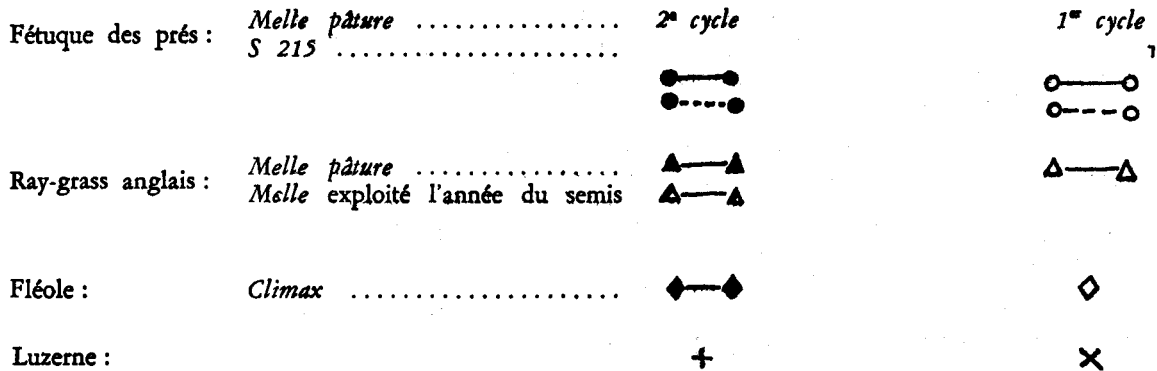 Fétuque des prés : Melle pâture ................ 2e cycle 1er cycle
S 215 ......................
Ray-grass anglais : Melle pâture ................
Melle exploité l'année du semis
Fléole : Climax .....................
Luzerne :